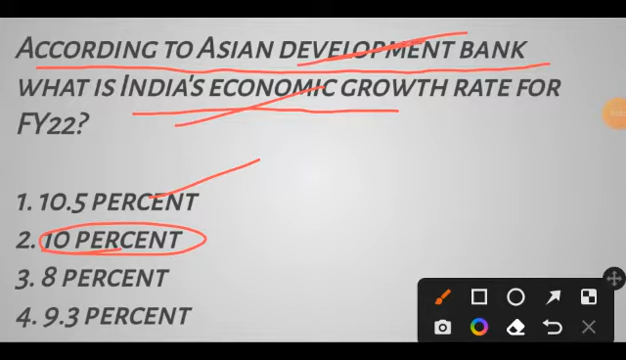 ACCORDING TO ASIAN DEVELOPMENT BANK
WHAT IS INDIA'S ECONOMIC GROWTH RATE FOR
FY22?
1. 10.5 PERCENT
2. 10 PERCENT
3. 8 PERCENT
4. 9.3 PERCENT